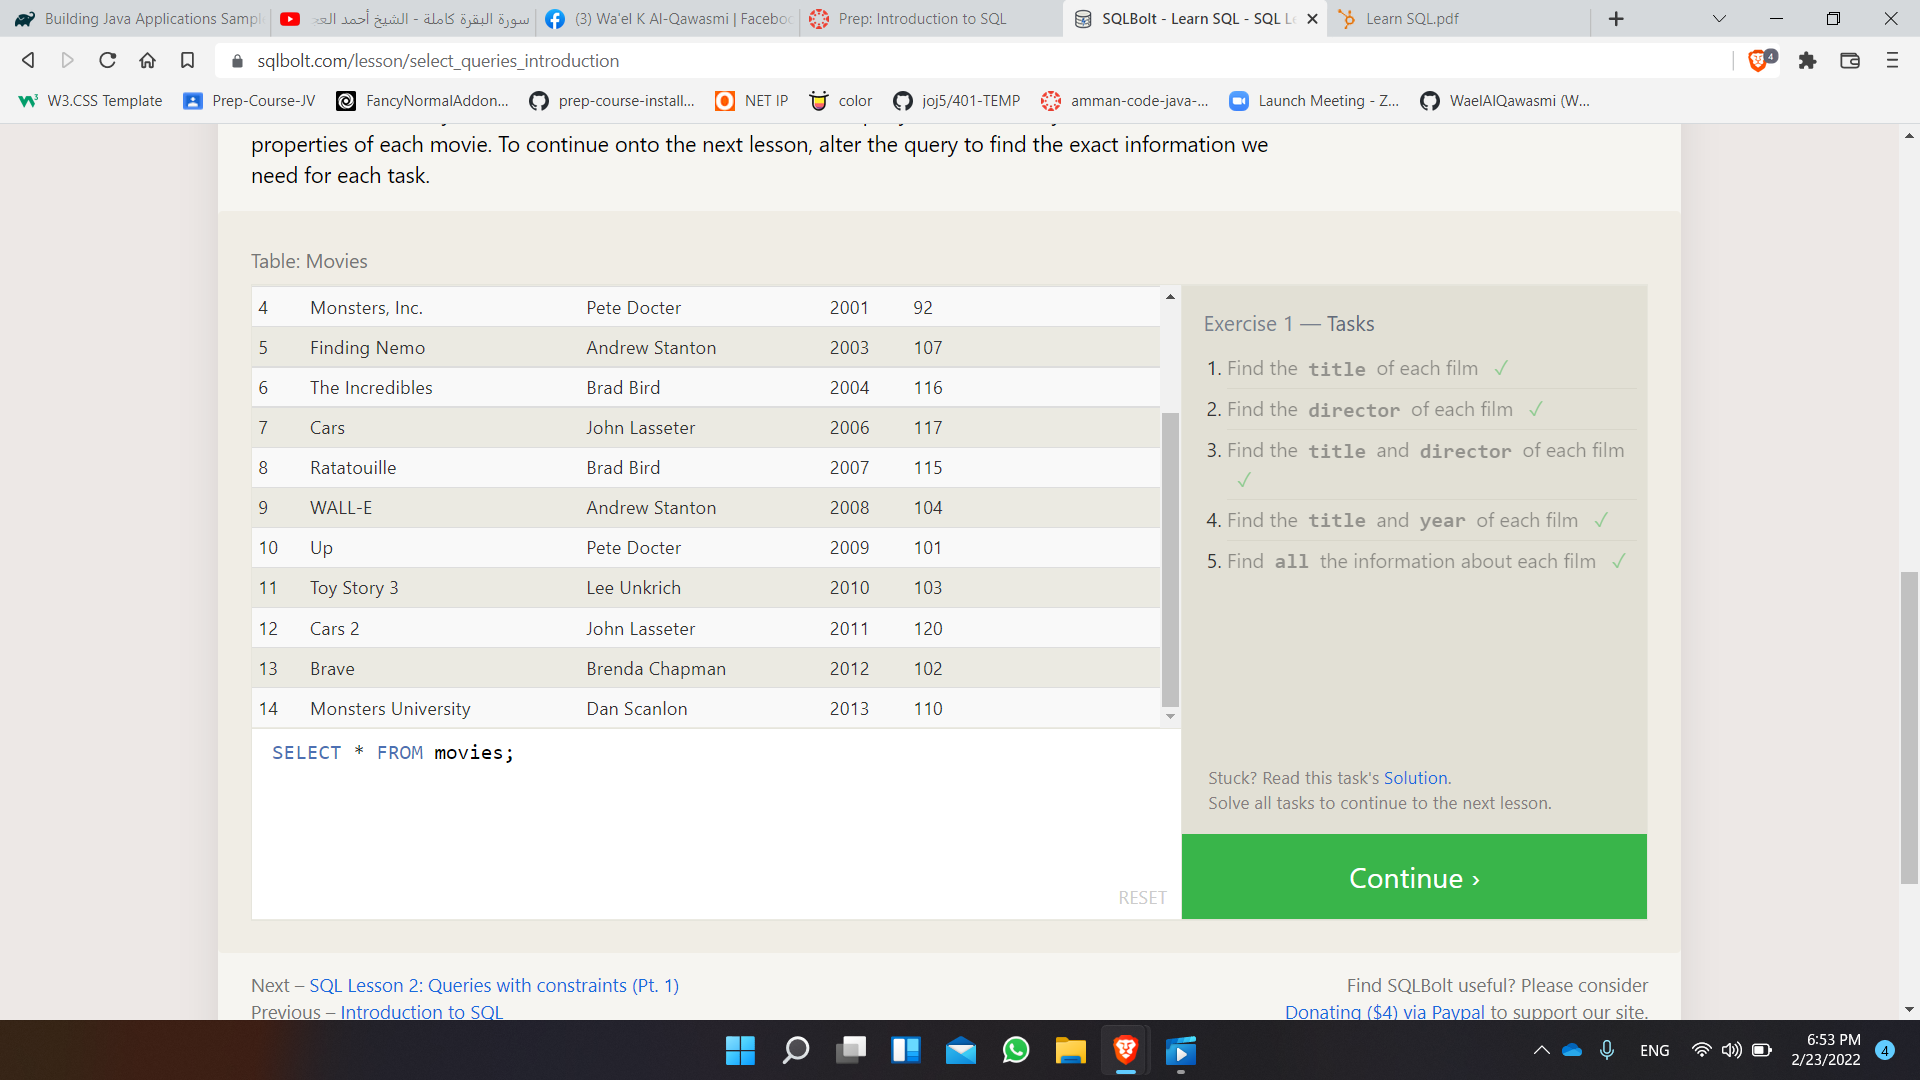 Building Java Applications Sampl
سورة البقرة كاملة - الشيخ أحمد العج
(3) Wa'el K Al-Qawasmi | Faceboo
Prep: Introduction to SQL
SQLBolt - Learn SQL - SQL L
Learn SQL.pdf
sqlbolt.com/lesson/select_queries_introduction
4
W3.CSS Template
Prep-Course-JV
FancyNormalAddon...
prep-course-install...
NET IP
color
joj5/401-TEMP
amman-code-java-...
Launch Meeting - Z...
WaelAlQawasmi (W...
properties of each movie. To continue onto the next lesson, alter the query to find the exact information we
need for each task.
Table: Movies
4 Monsters, Inc. Pete Docter 2001 92
5 Finding Nemo Andrew Stanton 2003 107
6 The Incredibles Brad Bird 2004 116
7 Cars John Lasseter 2006 117
8 Ratatouille Brad Bird 2007 115
9 WALL-E Andrew Stanton 2008 104
10 Up Pete Docter 2009 101
11 Toy Story 3 Lee Unkrich 2010 103
12 Cars 2 John Lasseter 2011 120
13 Brave Brenda Chapman 2012 102
14 Monsters University Dan Scanlon 2013 110
SELECT * FROM movies;
RESET
Exercise 1 — Tasks
1. Find the title of each film ✓
2. Find the director of each film ✓
3. Find the title and director of each film
✓
4. Find the title and year of each film ✓
5. Find all the information about each film ✓
Stuck? Read this task's Solution.
Solve all tasks to continue to the next lesson.
Continue ›
Next – SQL Lesson 2: Queries with constraints (Pt. 1)
Previous – Introduction to SQL
Find SQLBolt useful? Please consider
Donating ($4) via Paypal to support our site.
ENG
6:53 PM
2/23/2022
4